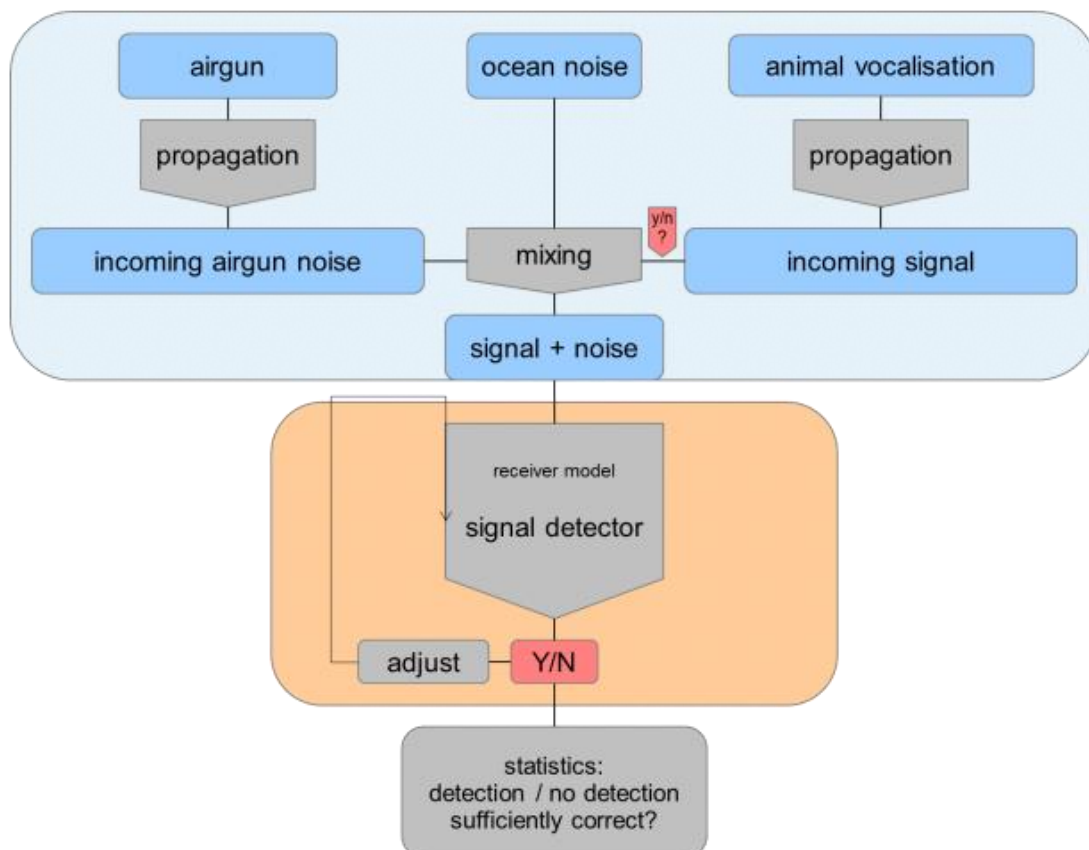 airgun
ocean noise
animal vocalisation
propagation
propagation
y/n
?
incoming airgun noise
mixing
incoming signal
signal + noise
receiver model
signal detector
adjust
Y/N
statistics:
detection / no detection
sufficiently correct?